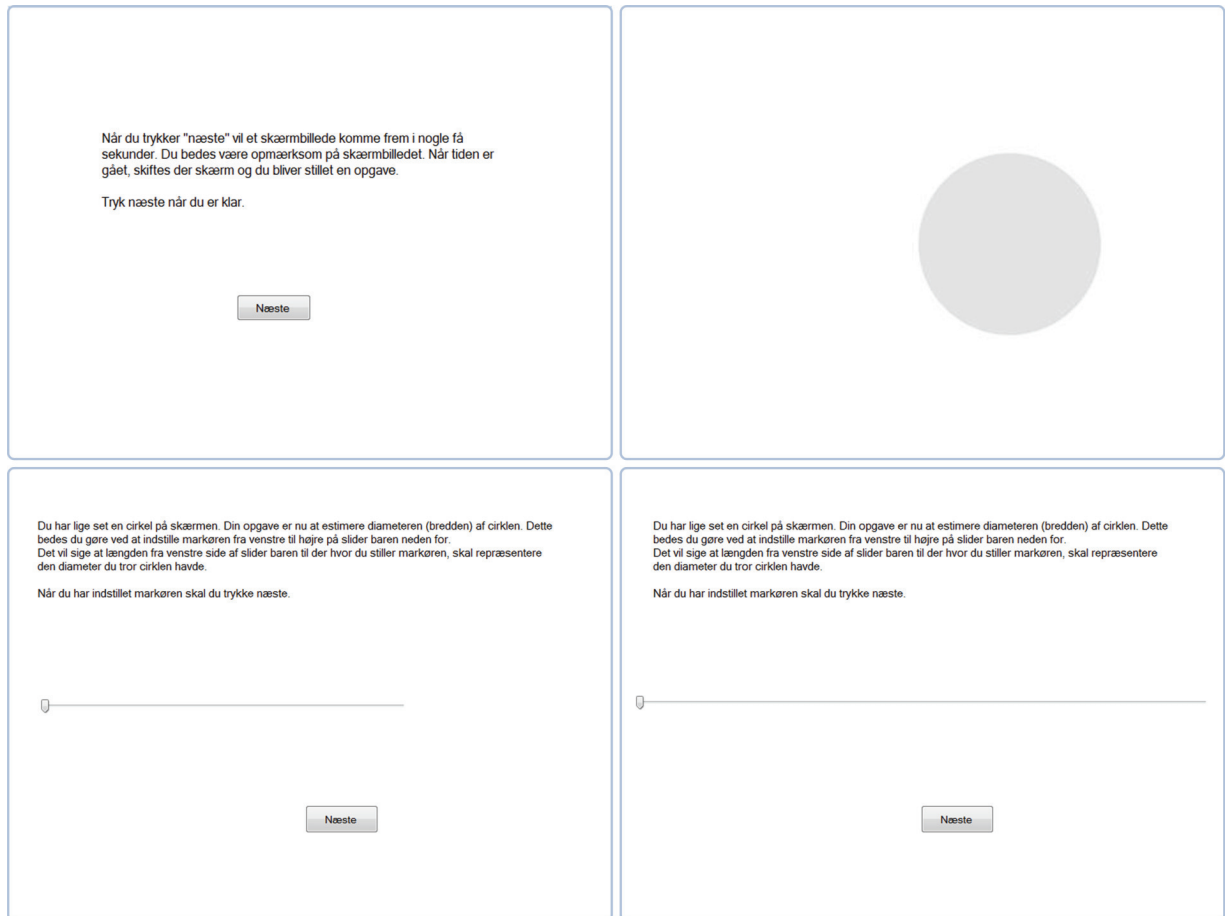 Når du trykker "næste" vil et skærmbillede komme frem i nogle få
sekunder. Du bedes være opmærksom på skærmbilledet. Når tiden er
gået, skiftes der skærm og du bliver stillet en opgave.
Tryk næste når du er klar.
Næste
Du har lige set en cirkel på skærmen. Din opgave er nu at estimere diameteren (bredden) af cirklen. Dette
bedes du gøre ved at indstille markøren fra venstre til højre på slider baren neden for.
Det vil sige at længden fra venstre side af slider baren til der hvor du stiller markøren, skal repræsentere
den diameter du tror cirklen havde.
Når du har indstillet markøren skal du trykke næste.
Næste
Du har lige set en cirkel på skærmen. Din opgave er nu at estimere diameteren (bredden) af cirklen. Dette
bedes du gøre ved at indstille markøren fra venstre til højre på slider baren neden for.
Det vil sige at længden fra venstre side af slider baren til der hvor du stiller markøren, skal repræsentere
den diameter du tror cirklen havde.
Når du har indstillet markøren skal du trykke næste.
Næste